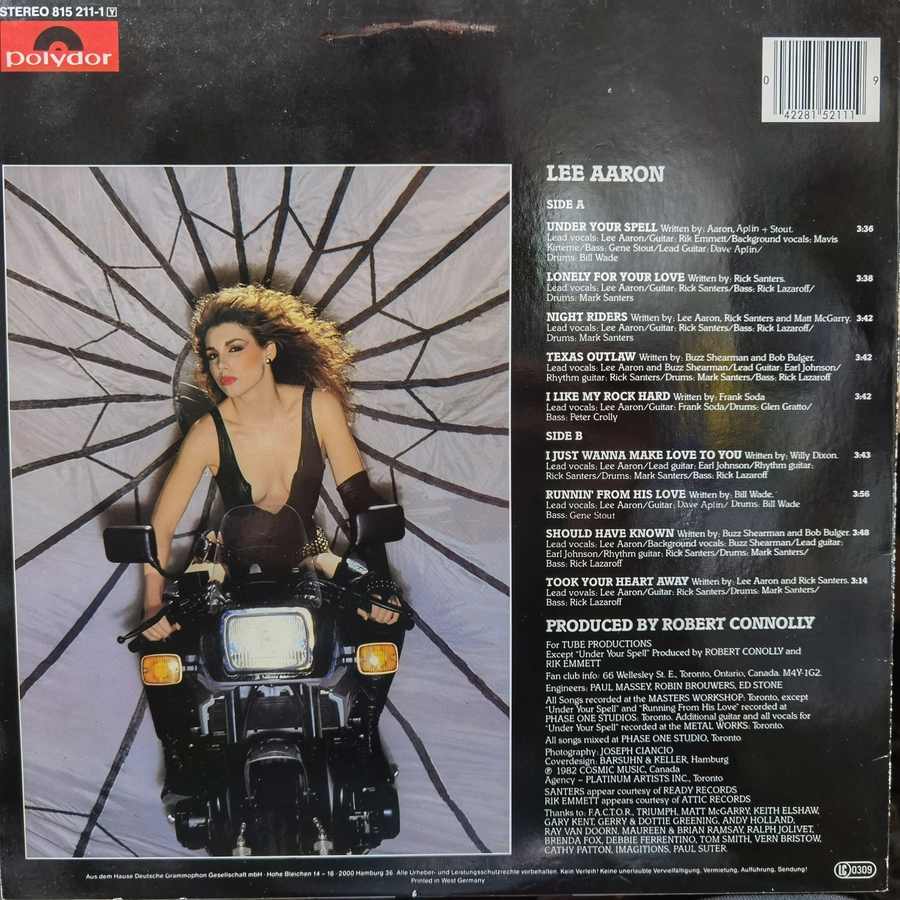 STEREO 815 211-1 Y
polydor
0 42281 52111 9
LEE AARON
SIDE A
UNDER YOUR SPELL Written by: Aaron, Aplin + Stout. 3:36
Lead vocals: Lee Aaron/Guitar: Rik Emmett/Background vocals: Mavis
Kirteme/Bass: Gene Stout/Lead Guitar: Dave Aplin/
Drums: Bill Wade
LONELY FOR YOUR LOVE Written by: Rick Santers. 3:38
Lead vocals: Lee Aaron/Guitar: Rick Santers/Bass: Rick Lazaroff/
Drums: Mark Santers
NIGHT RIDERS Written by: Lee Aaron, Rick Santers and Matt McGarry. 3:42
Lead vocals: Lee Aaron/Guitar: Rick Santers/Bass: Rick Lazaroff/
Drums: Mark Santers
TEXAS OUTLAW Written by: Buzz Shearman and Bob Bulger. 3:42
Lead vocals: Lee Aaron and Buzz Shearman/Lead Guitar: Earl Johnson/
Rhythm guitar: Rick Santers/Drums: Mark Santers/Bass: Rick Lazaroff
I LIKE MY ROCK HARD Written by: Frank Soda 3:42
Lead vocals: Lee Aaron/Guitar: Frank Soda/Drums: Glen Gratto/
Bass: Peter Crolly
SIDE B
I JUST WANNA MAKE LOVE TO YOU Written by: Willy Dixon. 3:43
Lead vocals: Lee Aaron/Lead guitar: Earl Johnson/Rhythm guitar:
Rick Santers/Drums: Mark Santers/Bass: Rick Lazaroff
RUNNIN' FROM HIS LOVE Written by: Bill Wade. 3:56
Lead vocals: Lee Aaron/Guitar: Dave Aplin/ Drums: Bill Wade
Bass: Gene Stout
SHOULD HAVE KNOWN Written by: Buzz Shearman and Bob Bulger 3:48
Lead vocals: Lee Aaron/Background vocals: Buzz Shearman/Lead guitar:
Earl Johnson/Rhythm guitar: Rick Santers/Drums: Mark Santers/
Bass: Rick Lazaroff
TOOK YOUR HEART AWAY Written by: Lee Aaron and Rick Santers. 3:14
Lead vovals: Lee Aaron/Guitar: Rick Santers/Drums: Mark Santers/
Bass: Rick Lazaroff
PRODUCED BY ROBERT CONNOLLY
For TUBE PRODUCTIONS
Except "Under Your Spell" Produced by ROBERT CONOLLY and
RIK EMMETT
Fan club info: 66 Wellesley St. E., Toronto, Ontario, Canada. M4Y-1G2.
Engineers: PAUL MASSEY, ROBIN BROUWERS, ED STONE
All Songs recorded at the MASTERS WORKSHOP: Toronto, except
"Under Your Spell" and "Running From His Love" recorded at
PHASE ONE STUDIOS: Toronto. Additional guitar and all vocals for
"Under Your Spell" recorded at the METAL WORKS: Toronto.
All songs mixed at PHASE ONE STUDIO, Toronto
Photography: JOSEPH CIANCIO
Coverdesign: BARSUHN & KELLER, Hamburg
℗ 1982 COSMIC MUSIC, Canada
Agency – PLATINUM ARTISTS INC., Toronto
SANTERS appear courtesy of READY RECORDS
RIK EMMETT appears courtesy of ATTIC RECORDS
Thanks to: F.A.C.T.O.R., TRIUMPH, MATT McGARRY, KEITH ELSHAW,
GARY KENT, GERRY & DOTTIE GREENING, ANDY HOLLAND,
RAY VAN DOORN, MAUREEN & BRIAN RAMSAY, RALPH JOLIVET,
BRENDA FOX, DEBBIE FERRENTINO, TOM SMITH, VERN BRISTOW,
CATHY PATTON, IMAGITIONS, PAUL SUTER.
Aus dem Hause Deutsche Grammophon Gesellschaft mbH · Hohe Bleichen 14 – 16 · 2000 Hamburg 36. Alle Urheber- und Leistungsschutzrechte vorbehalten. Kein Verleih! Keine unerlaubte Vervielfältigung, Vermietung, Aufführung, Sendung!
Printed in West Germany
6
LC 0309